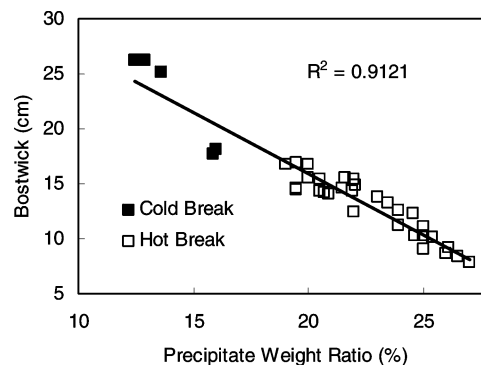 30
25
20
15
10
5
Bostwick (cm)
R² = 0.9121
Cold Break
Hot Break
10 15 20 25
Precipitate Weight Ratio (%)